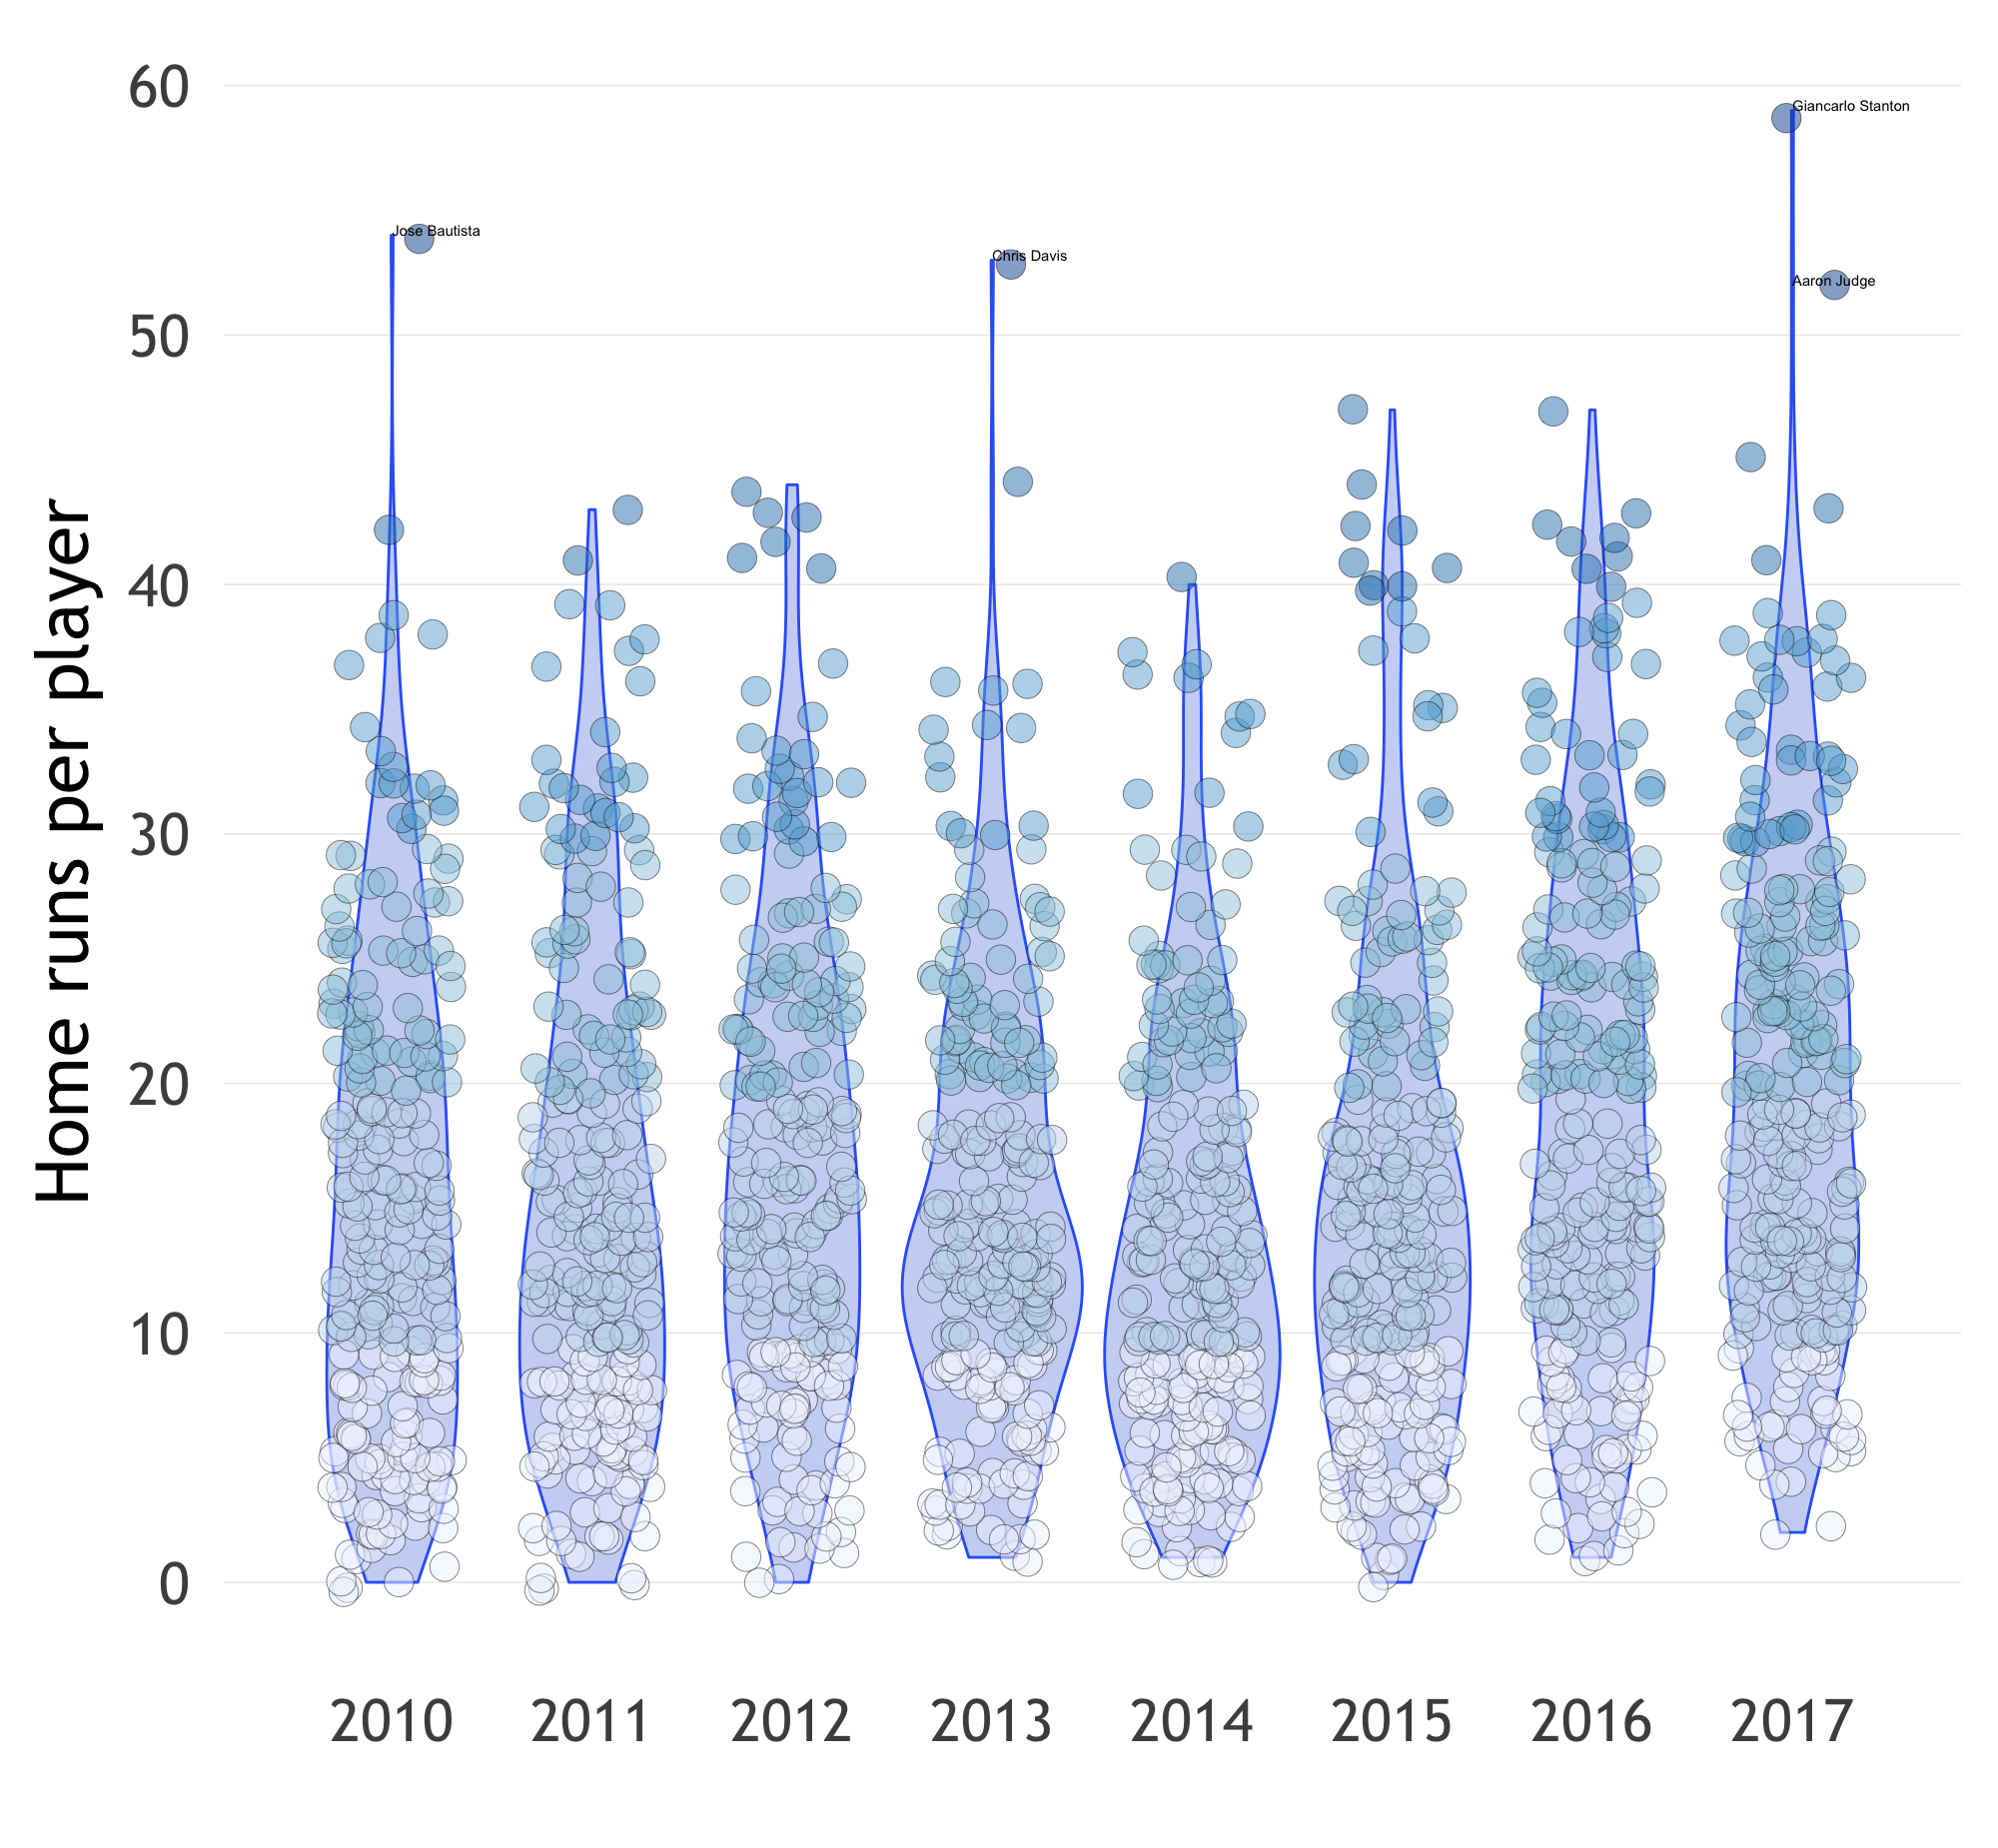 Home runs per player
60
50
40
30
20
10
0
Giancarlo Stanton
Jose Bautista
Chris Davis
Aaron Judge
2010 2011 2012 2013 2014 2015 2016 2017